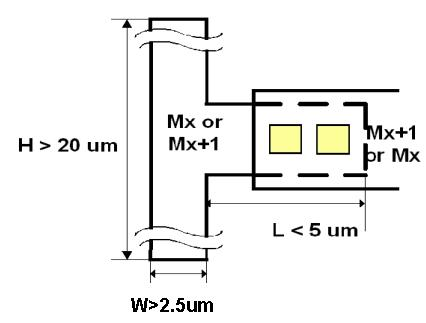 Mx or
Mx+1
Mx+1
or Mx
H > 20 um
L < 5 um
W>2.5um